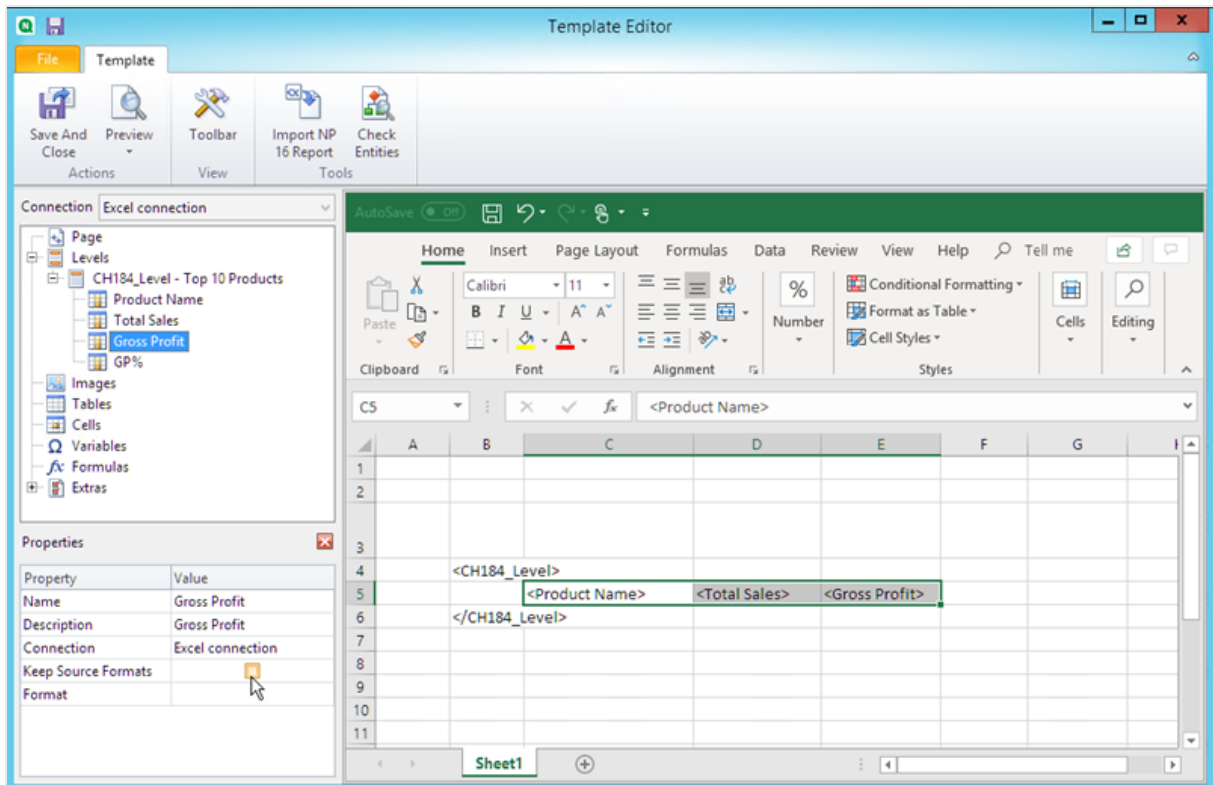 Template Editor
File Template
Save And Close Preview Toolbar Import NP 16 Report Check Entities
Actions View Tools
Connection Excel connection
Page
Levels
CH184_Level - Top 10 Products
Product Name
Total Sales
Gross Profit
GP%
Images
Tables
Cells
Variables
Formulas
Extras
Properties
Property Value
Name Gross Profit
Description Gross Profit
Connection Excel connection
Keep Source Formats
Format
AutoSave Off
Home Insert Page Layout Formulas Data Review View Help Tell me
Calibri 11 ab % Conditional Formatting
Paste B I U A A Number Format as Table Cells Editing
A Cell Styles
Clipboard Font Alignment Styles
C5 fx <Product Name>
A B C D E F G H
1
2
3
4 <CH184_Level>
5 <Product Name> <Total Sales> <Gross Profit>
6 </CH184_Level>
7
8
9
10
11
Sheet1